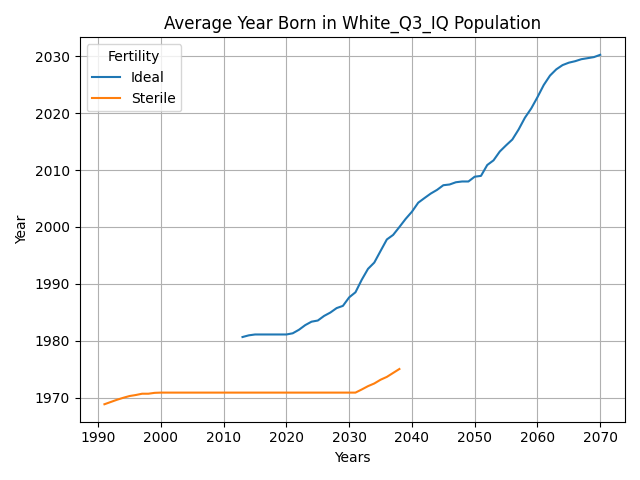 Average Year Born in White_Q3_IQ Population
Fertility
Ideal
Sterile
Year
2030
2020
2010
2000
1990
1980
1970
1990 2000 2010 2020 2030 2040 2050 2060 2070
Years